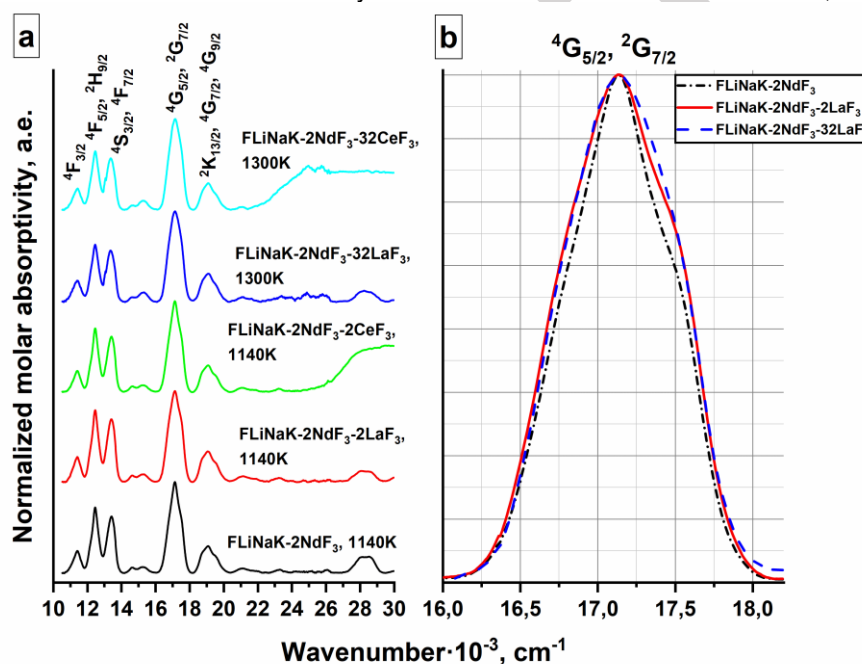 a
⁴F₃/₂
⁴F₅/₂, ²H₉/₂
⁴S₃/₂, ⁴F₇/₂
⁴G₅/₂, ²G₇/₂
²K₁₃/₂, ⁴G₇/₂, ⁴G₉/₂
FLiNaK-2NdF₃-32CeF₃,
1300K
FLiNaK-2NdF₃-32LaF₃,
1300K
FLiNaK-2NdF₃-2CeF₃,
1140K
FLiNaK-2NdF₃-2LaF₃,
1140K
FLiNaK-2NdF₃, 1140K
Normalized molar absorptivity, a.e.
10 12 14 16 18 20 22 24 26 28 30
b
⁴G₅/₂, ²G₇/₂
FLiNaK-2NdF₃
FLiNaK-2NdF₃-2LaF₃
FLiNaK-2NdF₃-32LaF
16,0 16,5 17,0 17,5 18,0
Wavenumber·10⁻³, cm⁻¹